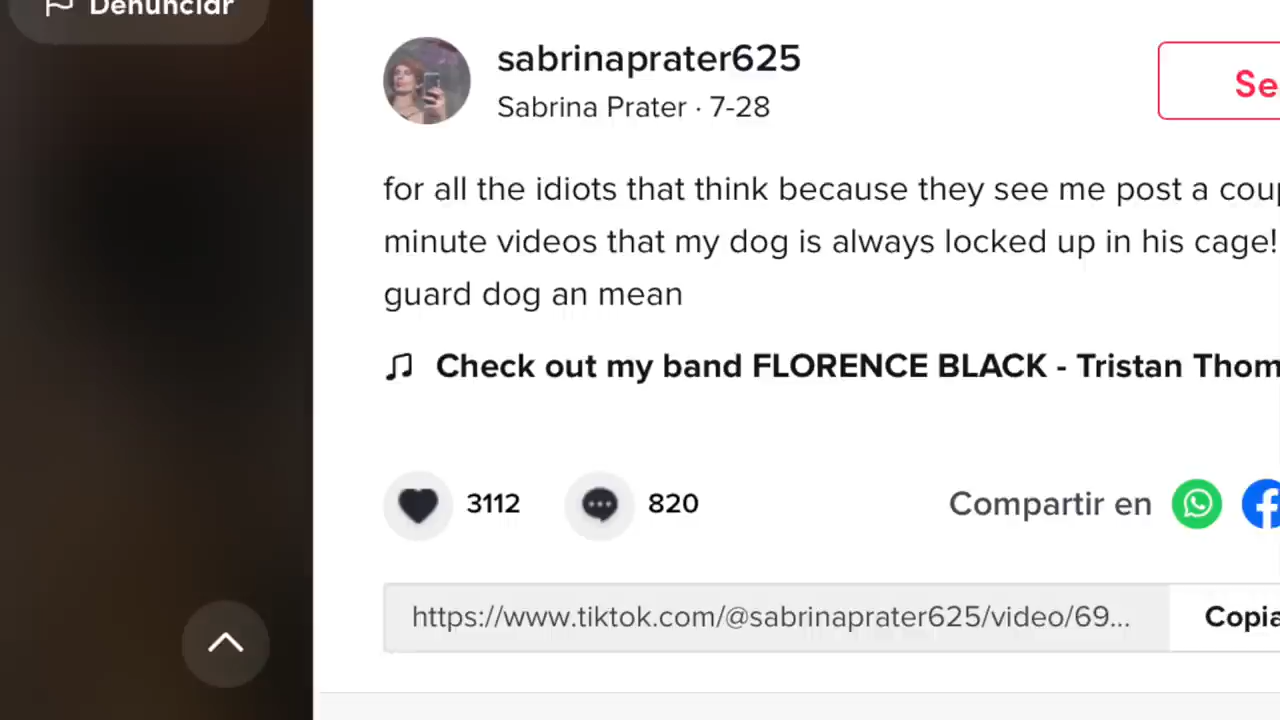 Denunciar
sabrinaprater625
Sabrina Prater · 7-28
Se
for all the idiots that think because they see me post a coup
minute videos that my dog is always locked up in his cage!
guard dog an mean
Check out my band FLORENCE BLACK - Tristan Thom
3112
820
Compartir en
https://www.tiktok.com/@sabrinaprater625/video/69...
Copia